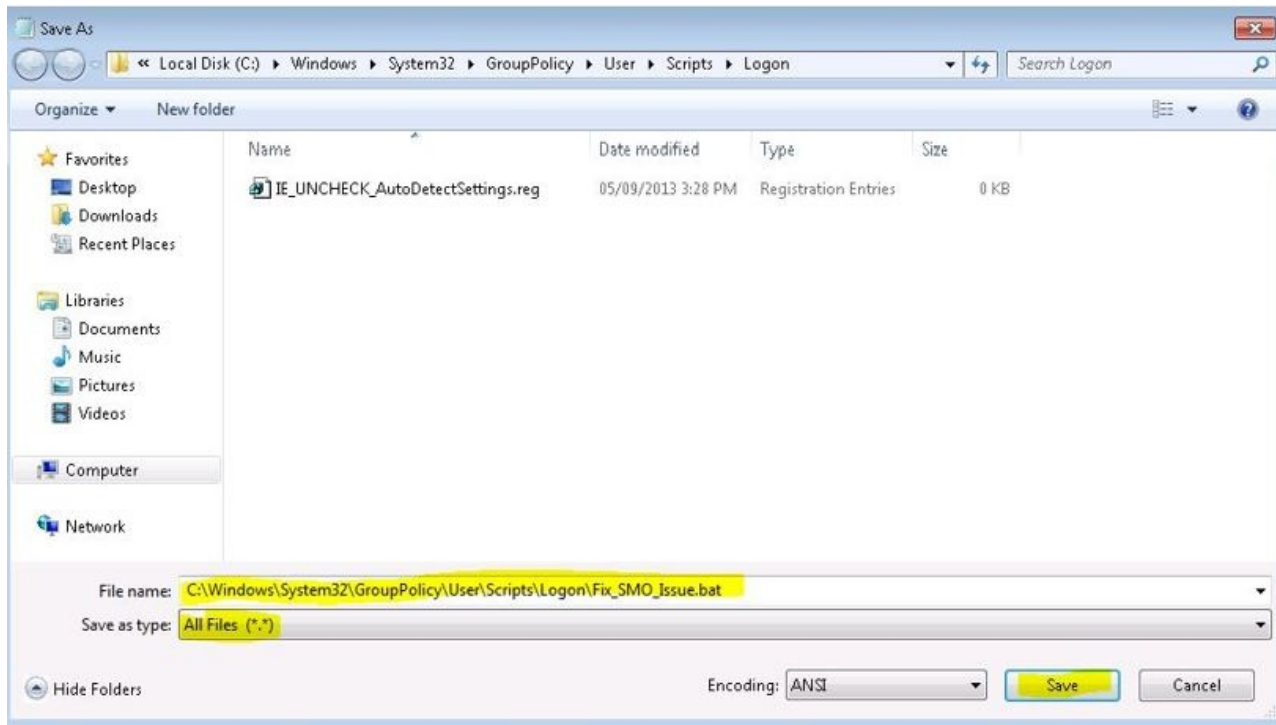 Save As
« Local Disk (C:) ▸ Windows ▸ System32 ▸ GroupPolicy ▸ User ▸ Scripts ▸ Logon
Search Logon
Organize ▾ New folder
Name Date modified Type Size
IE_UNCHECK_AutoDetectSettings.reg 05/09/2013 3:28 PM Registration Entries 0 KB
Favorites
Desktop
Downloads
Recent Places
Libraries
Documents
Music
Pictures
Videos
Computer
Network
File name: C:\Windows\System32\GroupPolicy\User\Scripts\Logon\Fix_SMO_Issue.bat
Save as type: All Files (*.*)
Hide Folders Encoding: ANSI Save Cancel